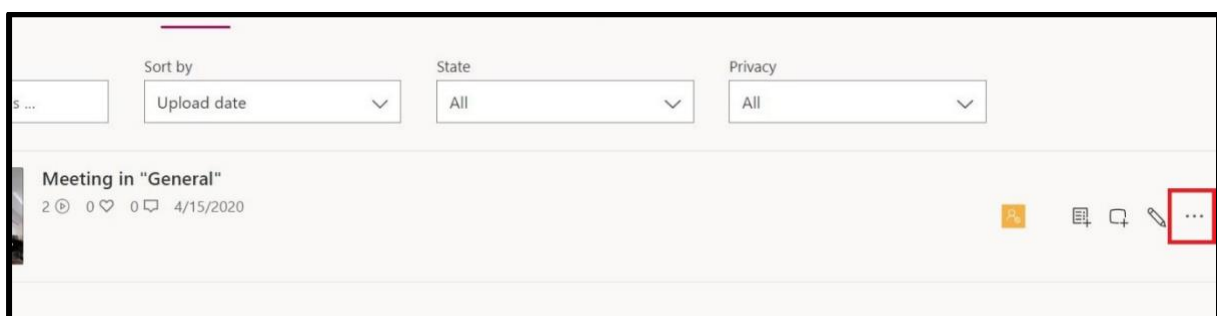 Sort by
State
Privacy
s ...
Upload date
All
All
Meeting in "General"
2 0 0 4/15/2020
...